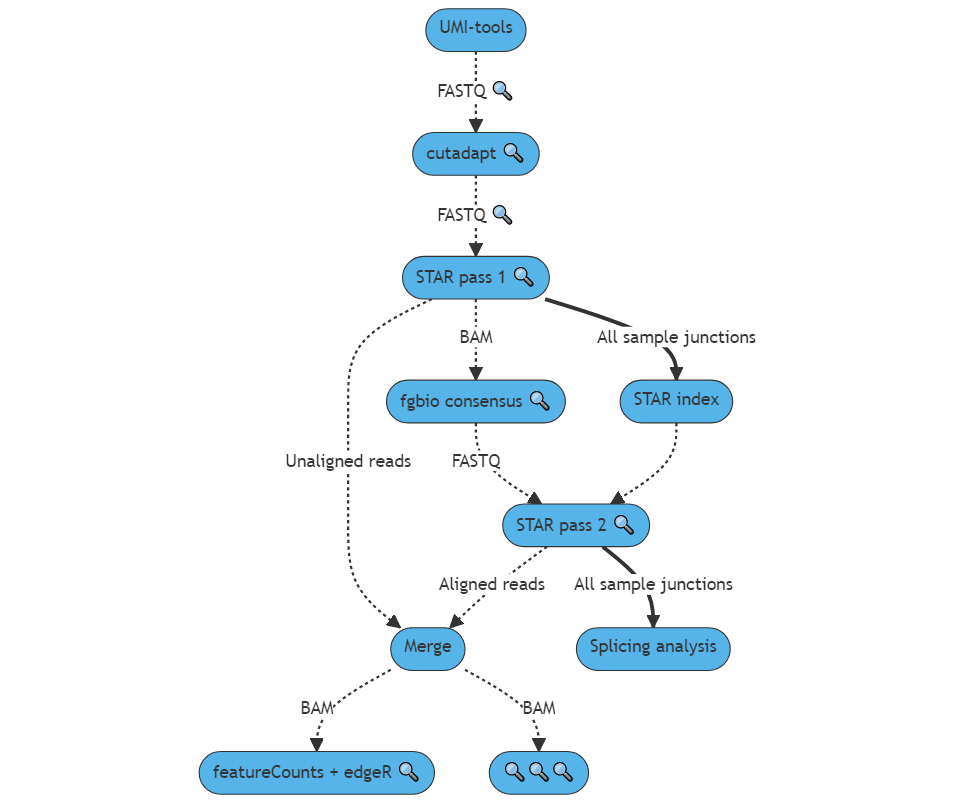 UMI-tools
FASTQ 🔍
cutadapt 🔍
FASTQ 🔍
STAR pass 1 🔍
BAM
All sample junctions
fgbio consensus 🔍
STAR index
Unaligned reads
FASTQ
STAR pass 2 🔍
Aligned reads
All sample junctions
Merge
Splicing analysis
BAM
BAM
featureCounts + edgeR 🔍
🔍🔍🔍